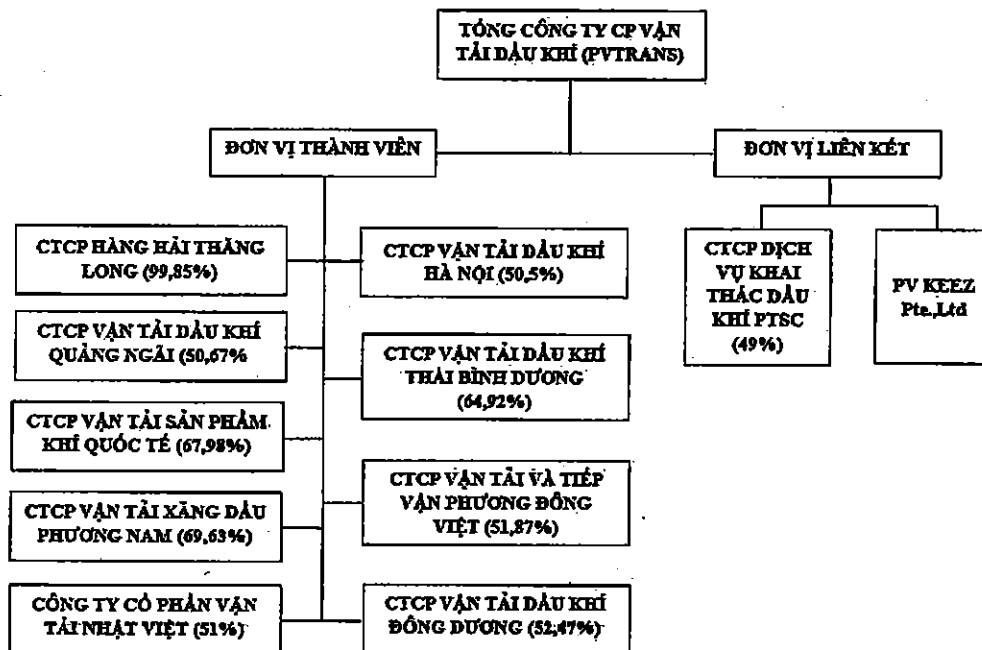 TỔNG CÔNG TY CP VẬN
TẢI DẦU KHÍ (PVTRANS)
ĐƠN VỊ THÀNH VIÊN
ĐƠN VỊ LIÊN KẾT
CTCP HÀNG HẢI THĂNG
LONG (99,85%)
CTCP VẬN TẢI DẦU KHÍ
HÀ NỘI (50,5%)
CTCP DỊCH
VỤ KHAI
THÁC DẦU
KHÍ PTSC
(49%)
PV KEEZ
Pte.,Ltd
CTCP VẬN TẢI DẦU KHÍ
QUẢNG NGÃI (50,67%
CTCP VẬN TẢI DẦU KHÍ
THÁI BÌNH DƯƠNG
(64,92%)
CTCP VẬN TẢI SẢN PHẨM
KHÍ QUỐC TẾ (67,98%)
CTCP VẬN TẢI VÀ TIẾP
VẬN PHƯƠNG ĐÔNG
VIỆT (51,87%)
CTCP VẬN TẢI XĂNG DẦU
PHƯƠNG NAM (69,63%)
CÔNG TY CỔ PHẦN VẬN
TẢI NHẬT VIỆT (51%)
CTCP VẬN TẢI DẦU KHÍ
ĐÔNG DƯƠNG (52,47%)